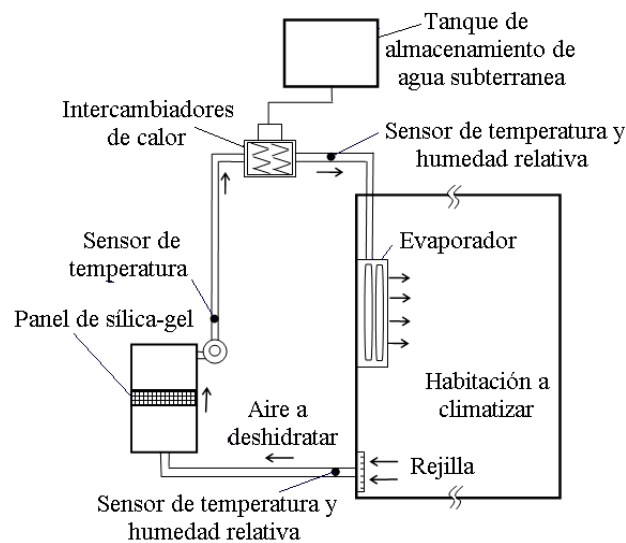 Tanque de
almacenamiento de
agua subterranea
Intercambiadores
de calor
Sensor de temperatura y
humedad relativa
Sensor de
temperatura
Evaporador
Panel de sílica-gel
Habitación a
climatizar
Aire a
deshidratar
Rejilla
Sensor de temperatura y
humedad relativa